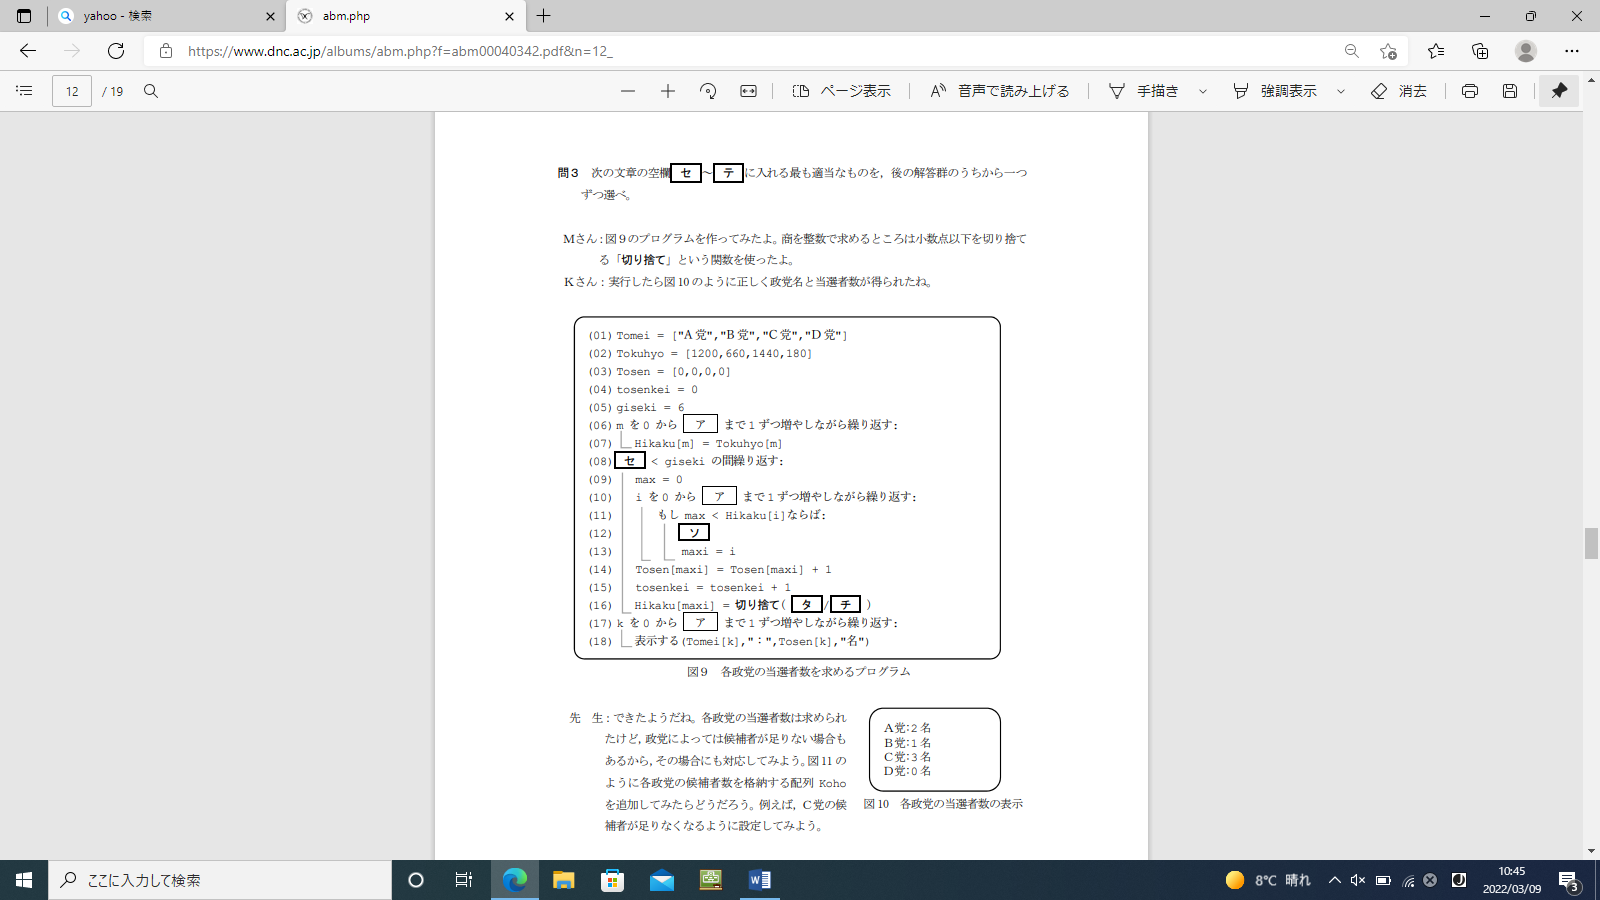 yahoo - 検索
abm.php
https://www.dnc.ac.jp/albums/abm.php?f=abm00040342.pdf&n=12_
12 / 19
ページ表示
音声で読み上げる
手描き
強調表示
消去
問3 次の文章の空欄 セ ～ テ に入れる最も適当なものを，後の解答群のうちから一つ
ずつ選べ。
Mさん：図9のプログラムを作ってみたよ。商を整数で求めるところは小数点以下を切り捨て
る「切り捨て」という関数を使ったよ。
Kさん：実行したら図10のように正しく政党名と当選者数が得られたね。
(01) Tomei = ["A党","B党","C党","D党"]
(02) Tokuhyo = [1200,660,1440,180]
(03) Tosen = [0,0,0,0]
(04) tosenkei = 0
(05) giseki = 6
(06) m を 0 から ア まで 1 ずつ増やしながら繰り返す：
(07) Hikaku[m] = Tokuhyo[m]
(08) セ < giseki の間繰り返す：
(09) max = 0
(10) i を 0 から ア まで 1 ずつ増やしながら繰り返す：
(11) もし max < Hikaku[i]ならば：
(12) ソ
(13) maxi = i
(14) Tosen[maxi] = Tosen[maxi] + 1
(15) tosenkei = tosenkei + 1
(16) Hikaku[maxi] = 切り捨て( タ / チ )
(17) k を 0 から ア まで 1 ずつ増やしながら繰り返す：
(18) 表示する(Tomei[k],"：",Tosen[k],"名")
図9 各政党の当選者数を求めるプログラム
先 生：できたようだね。各政党の当選者数は求められ
たけど，政党によっては候補者が足りない場合も
あるから，その場合にも対応してみよう。図11の
ように各政党の候補者数を格納する配列 Koho
を追加してみたらどうだろう。例えば，C党の候
補者が足りなくなるように設定してみよう。
A党：2名
B党：1名
C党：3名
D党：0名
図10 各政党の当選者数の表示
ここに入力して検索
8℃ 晴れ
10:45
2022/03/09
3